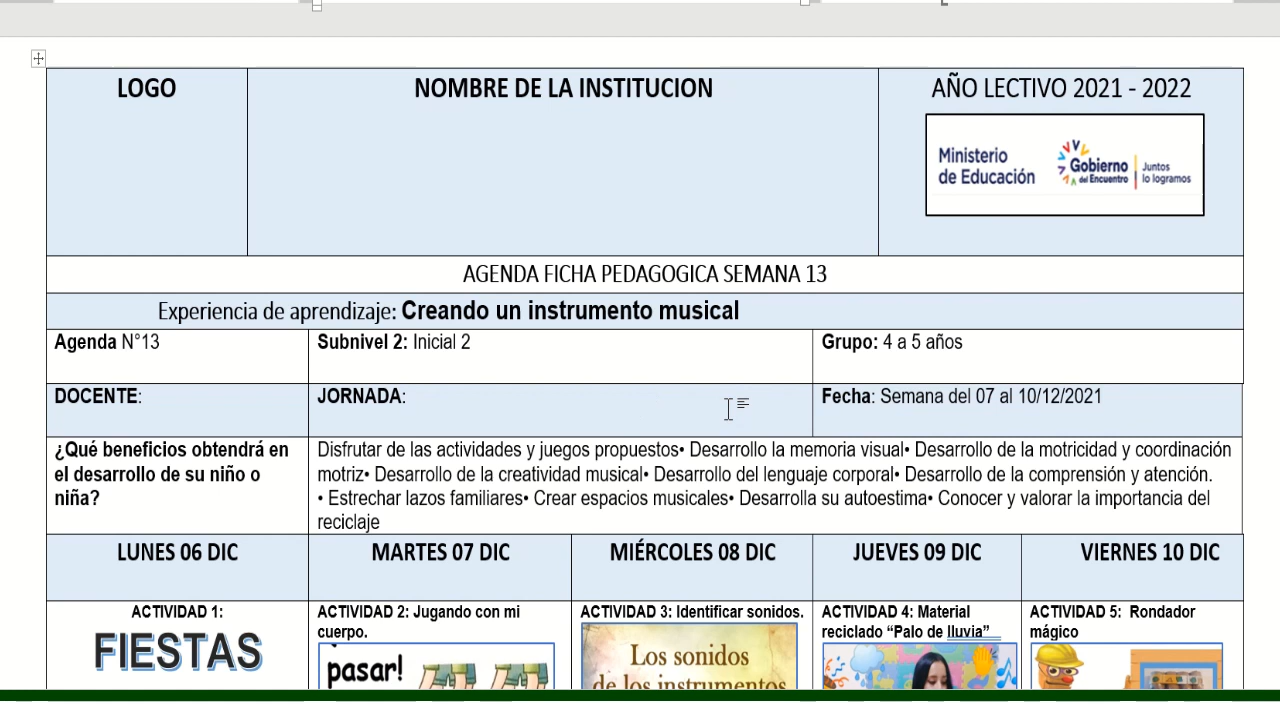 LOGO
NOMBRE DE LA INSTITUCION
AÑO LECTIVO 2021 - 2022
Ministerio
de Educación
Gobierno
del Encuentro
Juntos
lo logramos
AGENDA FICHA PEDAGOGICA SEMANA 13
Experiencia de aprendizaje: Creando un instrumento musical
Agenda N°13
Subnivel 2: Inicial 2
Grupo: 4 a 5 años
DOCENTE:
JORNADA:
Fecha: Semana del 07 al 10/12/2021
¿Qué beneficios obtendrá en
el desarrollo de su niño o
niña?
Disfrutar de las actividades y juegos propuestos• Desarrollo la memoria visual• Desarrollo de la motricidad y coordinación
motriz• Desarrollo de la creatividad musical• Desarrollo del lenguaje corporal• Desarrollo de la comprensión y atención.
• Estrechar lazos familiares• Crear espacios musicales• Desarrolla su autoestima• Conocer y valorar la importancia del
reciclaje
LUNES 06 DIC
MARTES 07 DIC
MIÉRCOLES 08 DIC
JUEVES 09 DIC
VIERNES 10 DIC
ACTIVIDAD 1:
FIESTAS
ACTIVIDAD 2: Jugando con mi
cuerpo.
pasar!
ACTIVIDAD 3: Identificar sonidos.
Los sonidos
de los instrumentos
ACTIVIDAD 4: Material
reciclado “Palo de lluvia”
ACTIVIDAD 5: Rondador
mágico